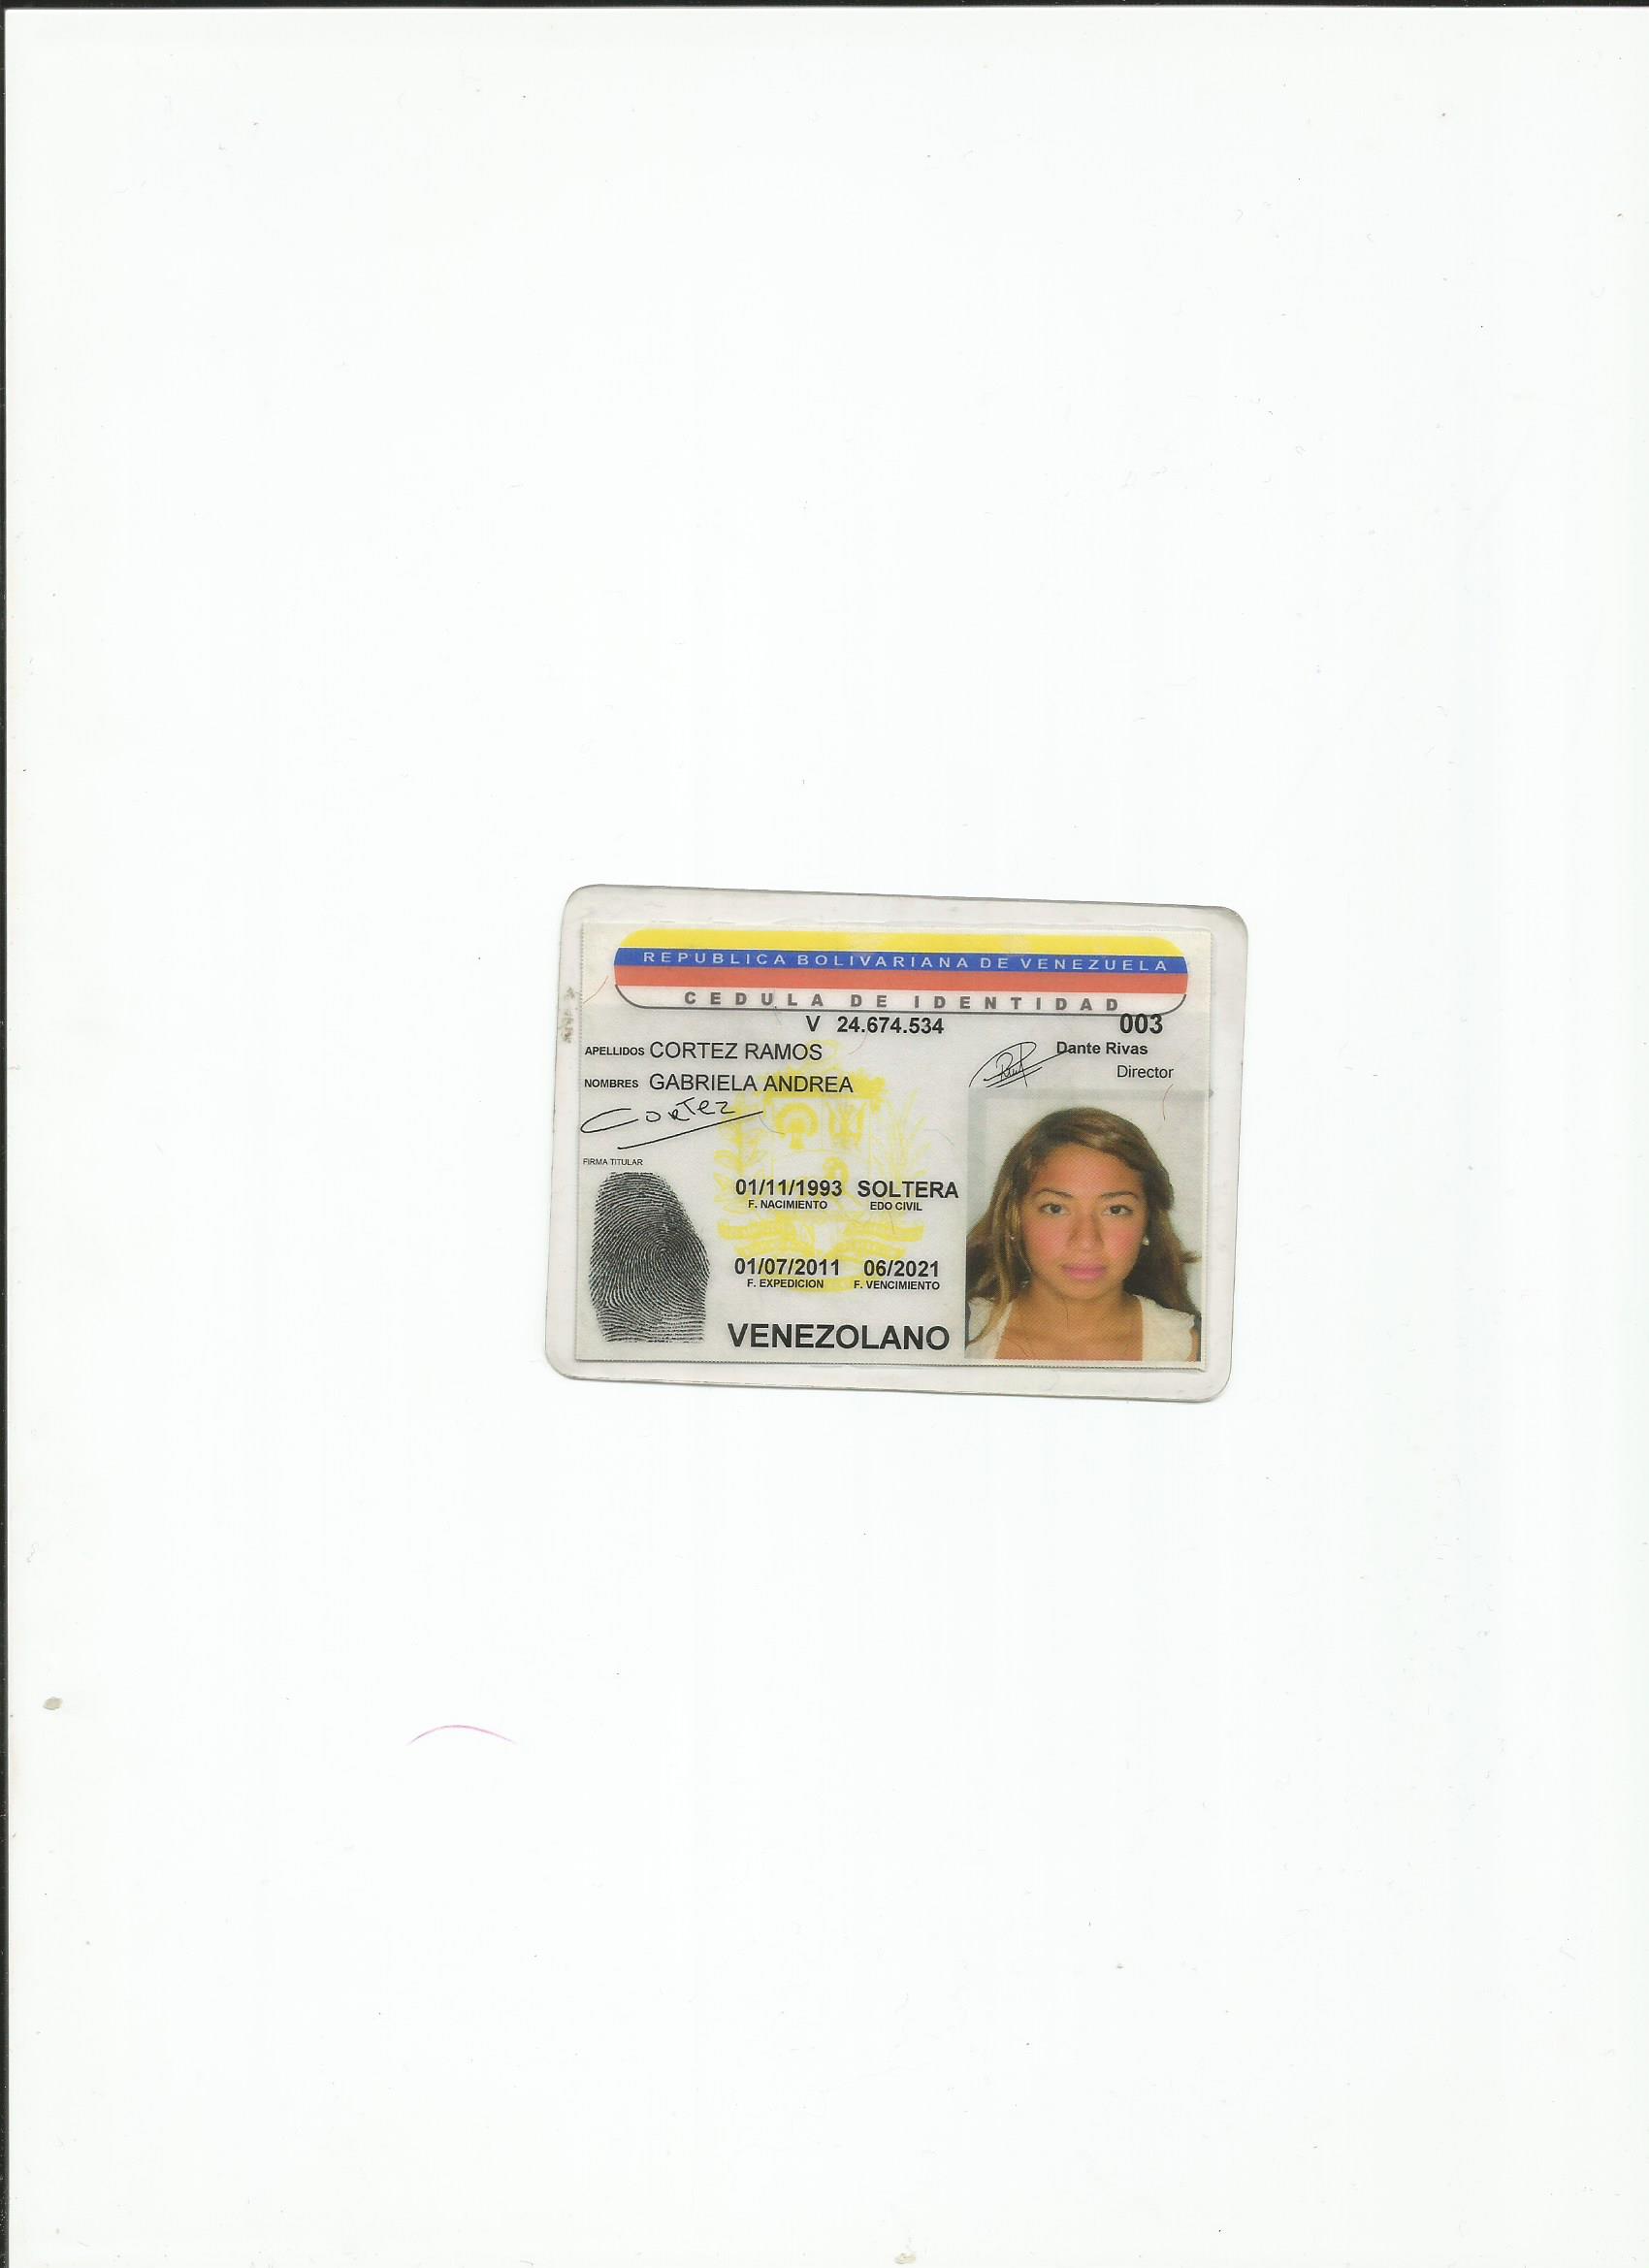 REPUBLICA BOLIVARIANA DE VENEZUELA
CEDULA DE IDENTIDAD
V 24.674.534 003
APELLIDOS CORTEZ RAMOS
Dante Rivas
Director
NOMBRES GABRIELA ANDREA
Cortez
FIRMA TITULAR
01/11/1993 SOLTERA
F. NACIMIENTO EDO CIVIL
01/07/2011 06/2021
F. EXPEDICION F. VENCIMIENTO
VENEZOLANO